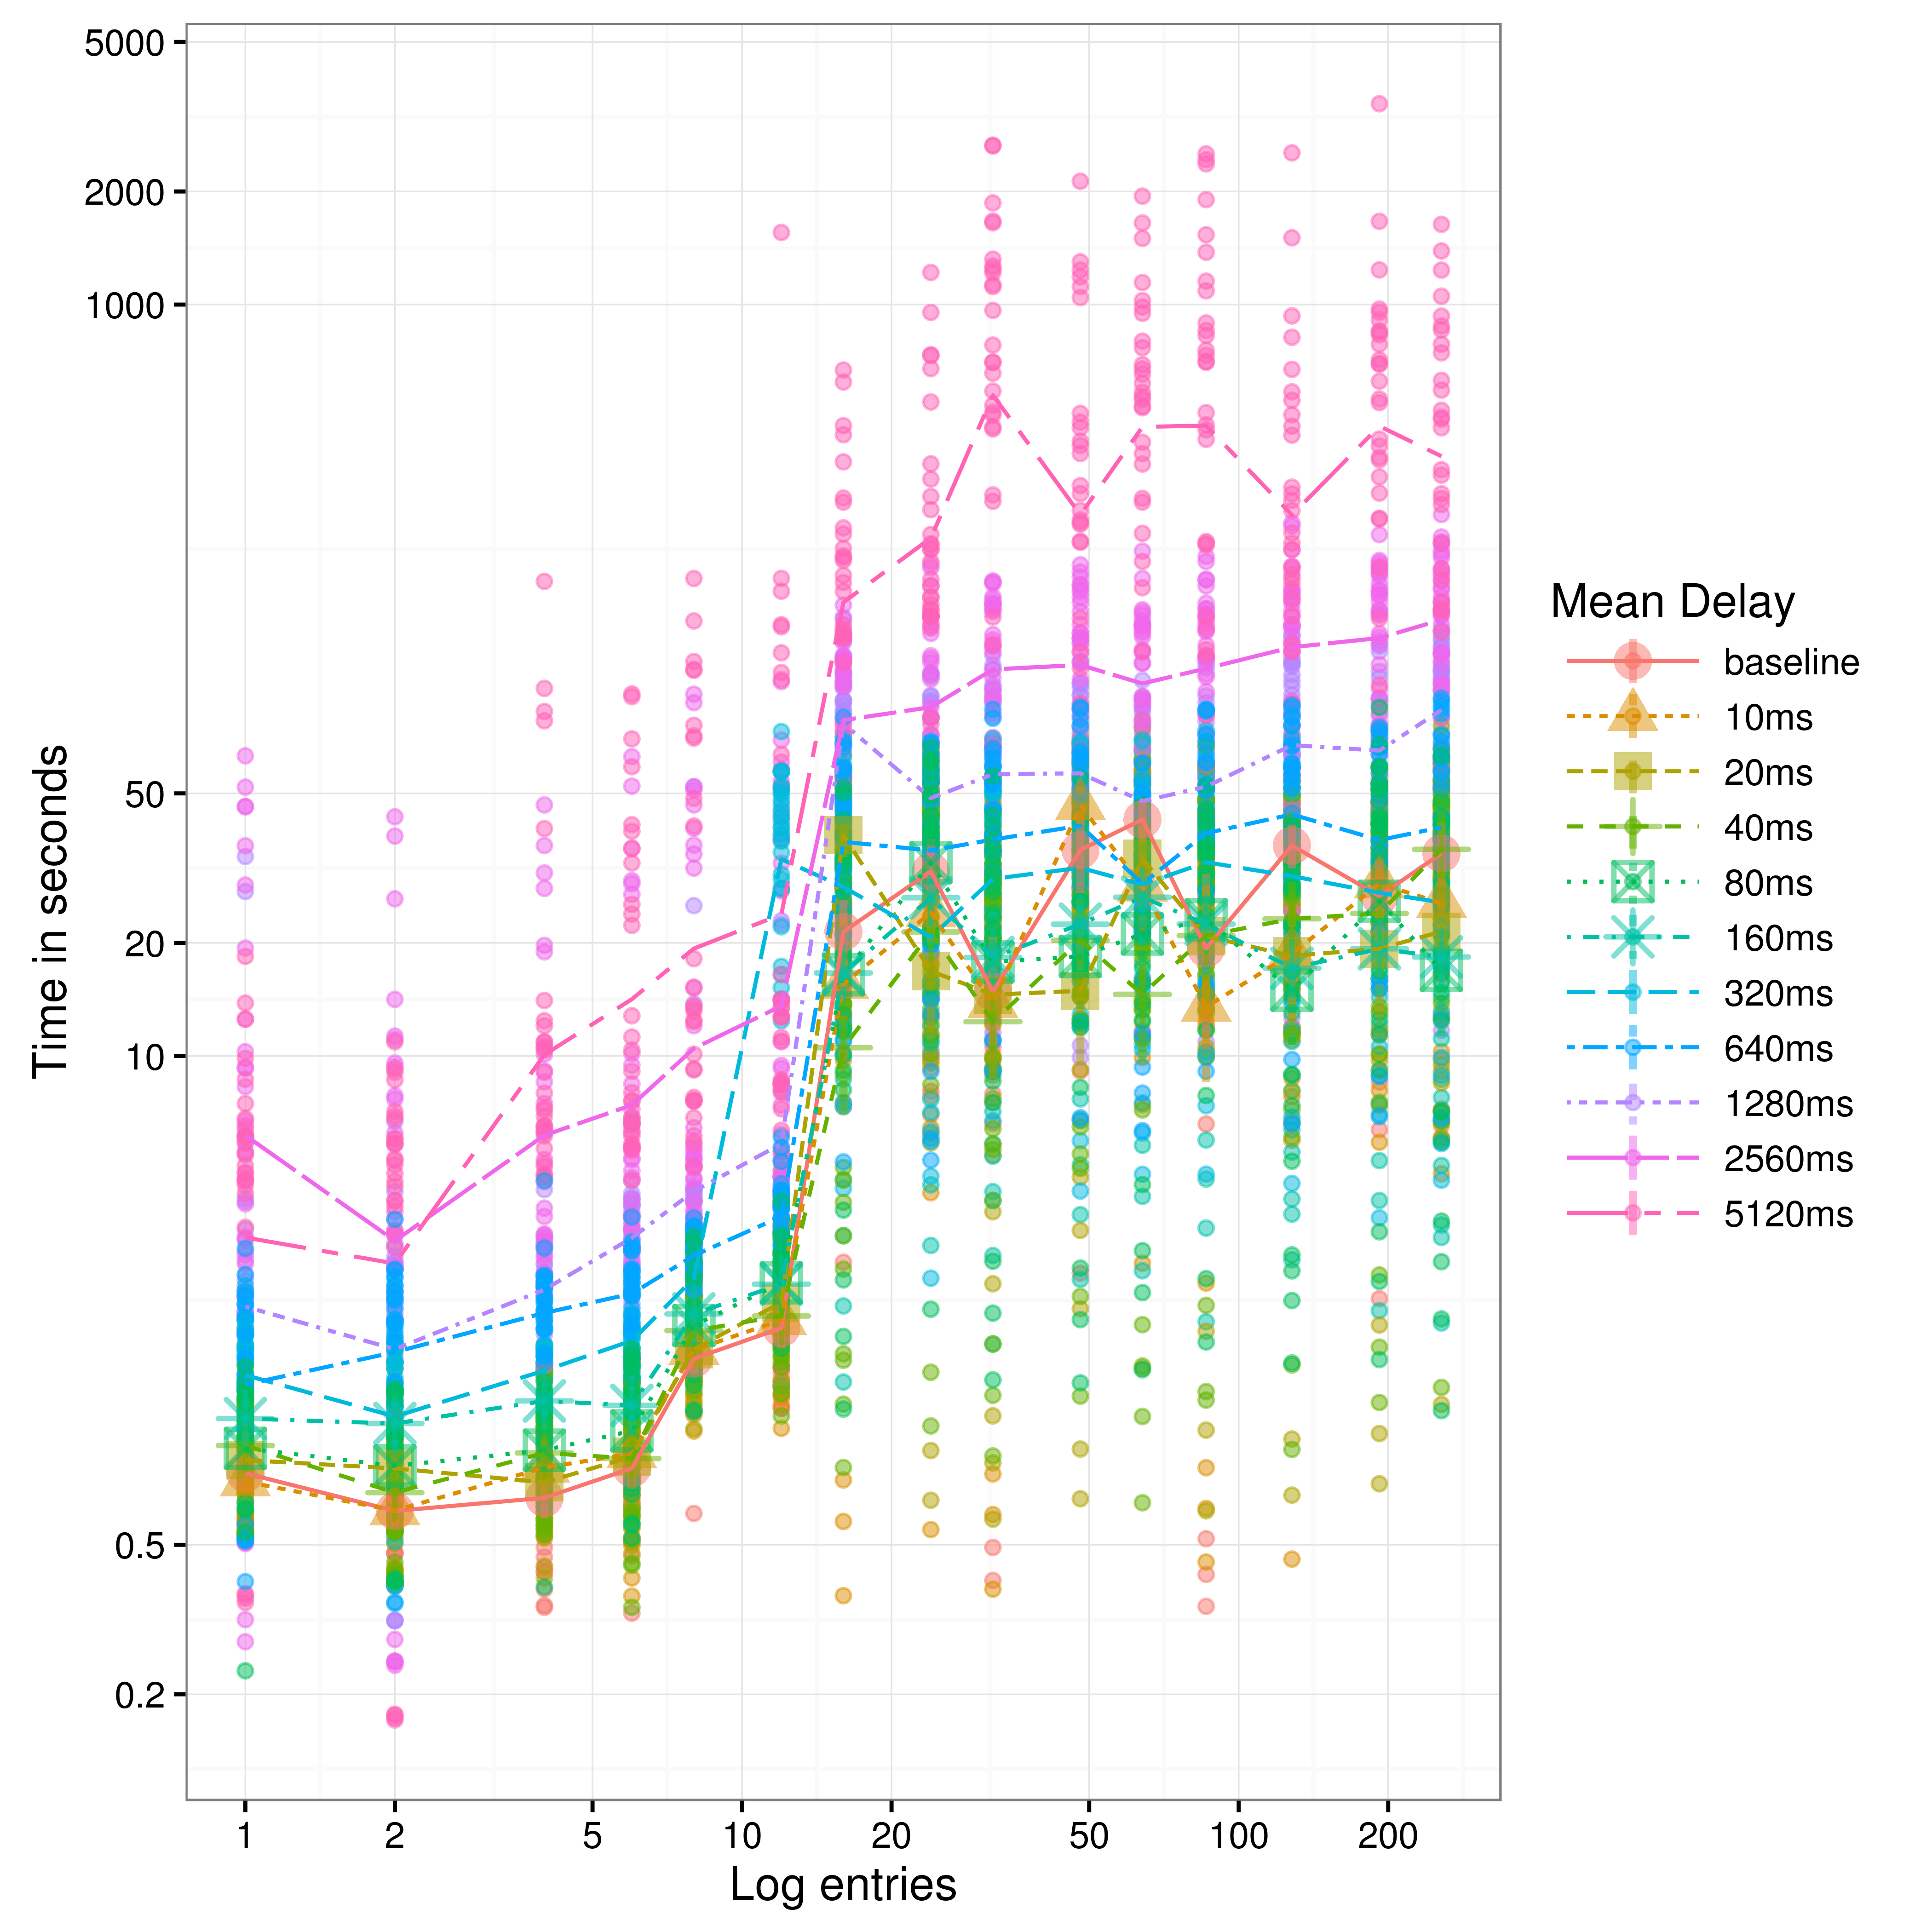 5000
2000
1000
50
20
10
0.5
0.2
Time in seconds
1
2
5
10
20
50
100
200
Log entries
Mean Delay
baseline
10ms
20ms
40ms
80ms
160ms
320ms
640ms
1280ms
2560ms
5120ms